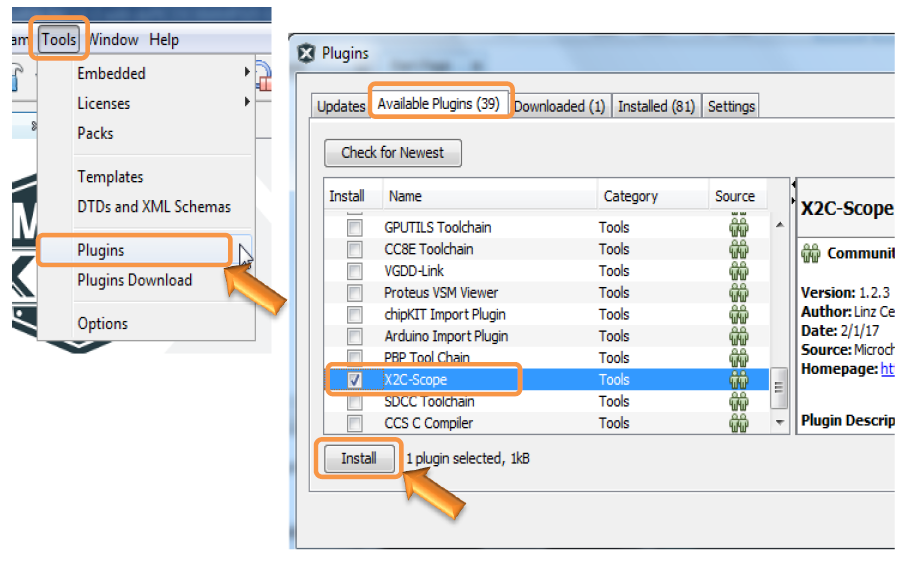 am Tools Window Help
Embedded
Licenses
Packs
Templates
DTDs and XML Schemas
Plugins
Plugins Download
Options
Plugins
Updates Available Plugins (39) Downloaded (1) Installed (81) Settings
Check for Newest
Install Name Category Source
GPUTILS Toolchain Tools
CC8E Toolchain Tools
VGDD-Link Tools
Proteus VSM Viewer Tools
chipKIT Import Plugin Tools
Arduino Import Plugin Tools
PBP Tool Chain Tools
X2C-Scope Tools
SDCC Toolchain Tools
CCS C Compiler Tools
Install 1 plugin selected, 1kB
X2C-Scope
Communit
Version: 1.2.3
Author: Linz Ce
Date: 2/1/17
Source: Microch
Homepage: ht
Plugin Descrip